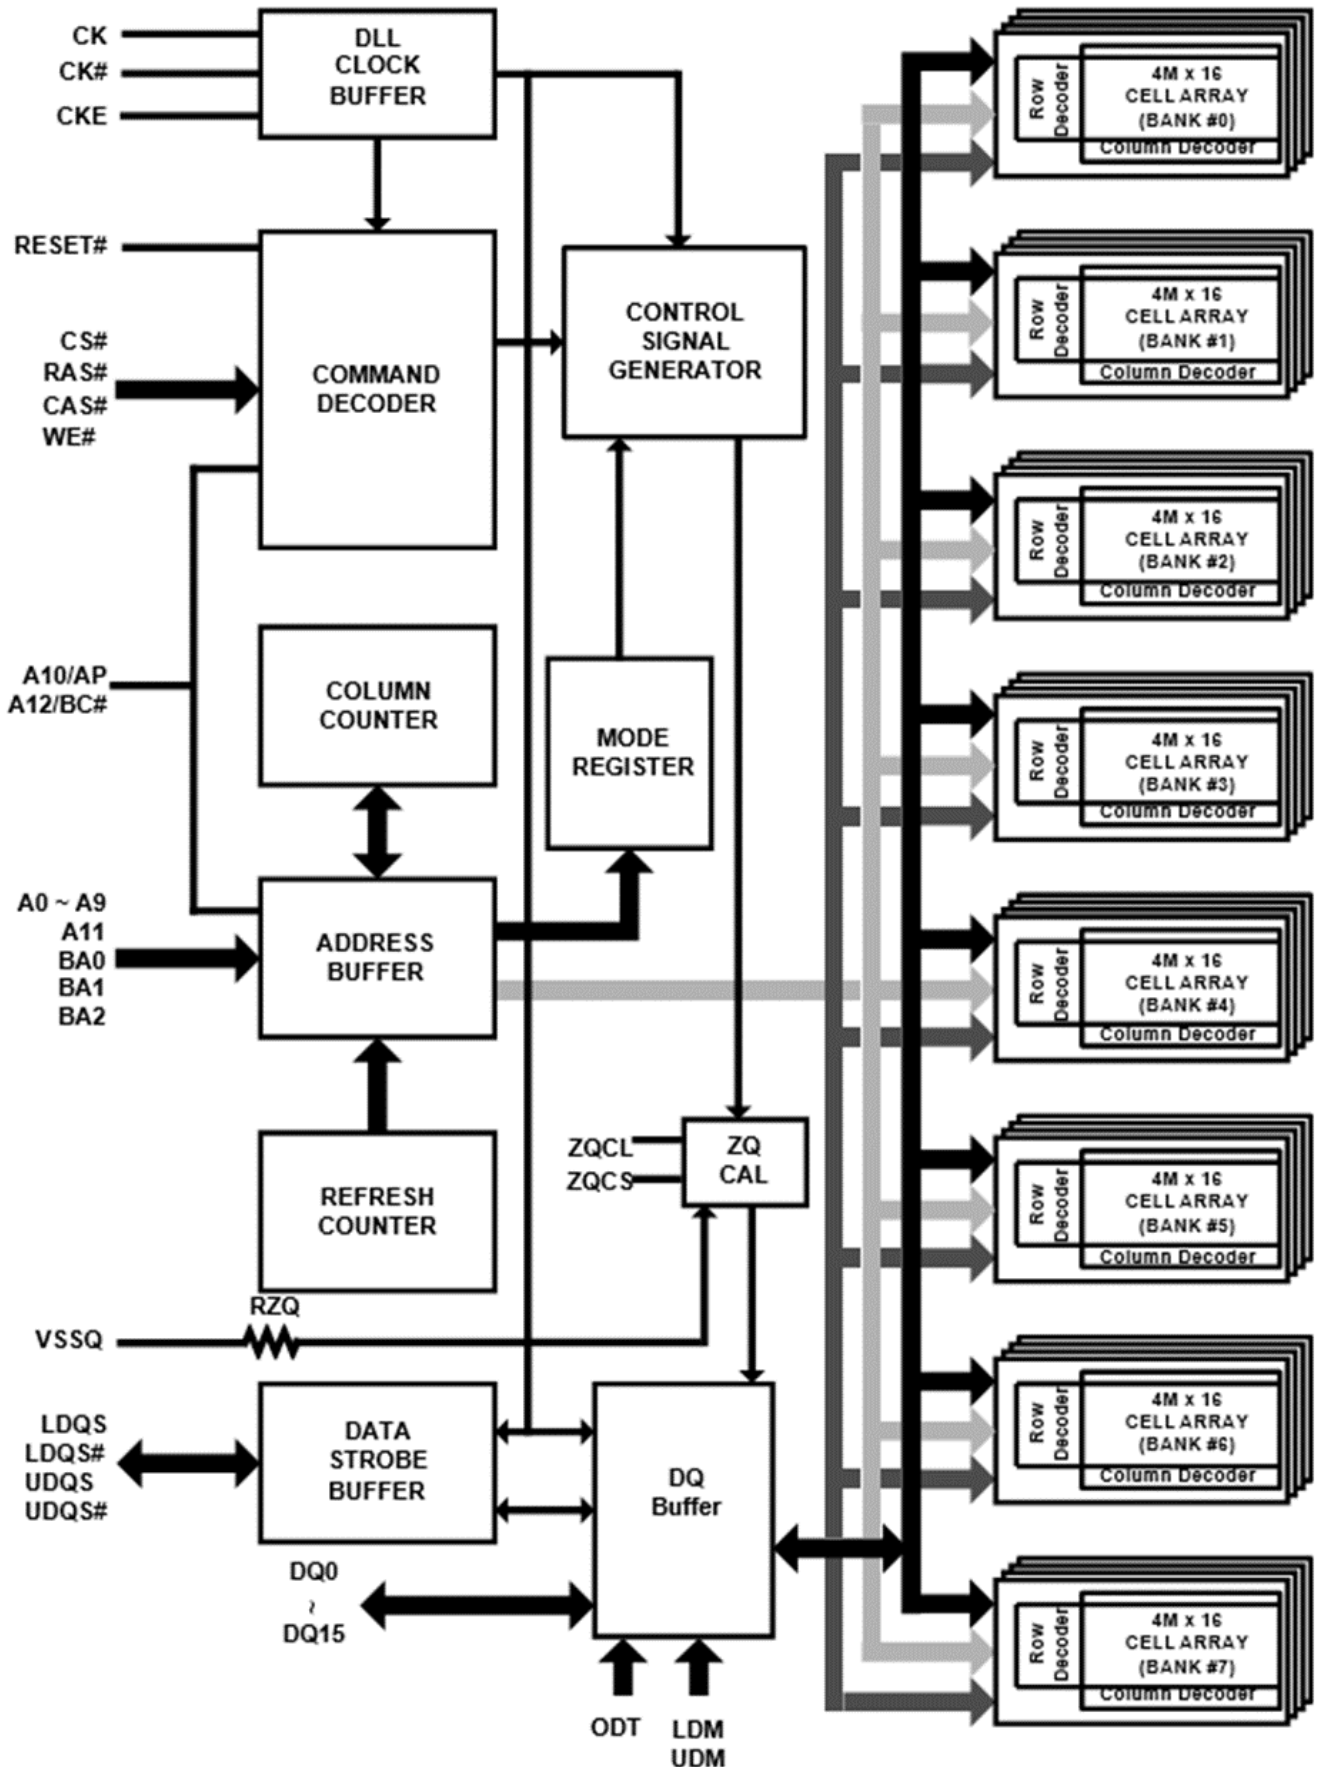 CK
CK#
CKE
DLL
CLOCK
BUFFER
RESET#
CS#
RAS#
CAS#
WE#
COMMAND
DECODER
CONTROL
SIGNAL
GENERATOR
A10/AP
A12/BC#
COLUMN
COUNTER
MODE
REGISTER
A0 ~ A9
A11
BA0
BA1
BA2
ADDRESS
BUFFER
REFRESH
COUNTER
ZQCL
ZQCS
ZQ
CAL
RZQ
VSSQ
LDQS
LDQS#
UDQS
UDQS#
DATA
STROBE
BUFFER
DQ
Buffer
DQ0
~
DQ15
ODT
LDM
UDM
Row
Decoder
4M x 16
CELL ARRAY
(BANK #0)
Column Decoder
Row
Decoder
4M x 16
CELL ARRAY
(BANK #1)
Column Decoder
Row
Decoder
4M x 16
CELL ARRAY
(BANK #2)
Column Decoder
Row
Decoder
4M x 16
CELL ARRAY
(BANK #3)
Column Decoder
Row
Decoder
4M x 16
CELL ARRAY
(BANK #4)
Column Decoder
Row
Decoder
4M x 16
CELL ARRAY
(BANK #5)
Column Decoder
Row
Decoder
4M x 16
CELL ARRAY
(BANK #6)
Column Decoder
Row
Decoder
4M x 16
CELL ARRAY
(BANK #7)
Column Decoder